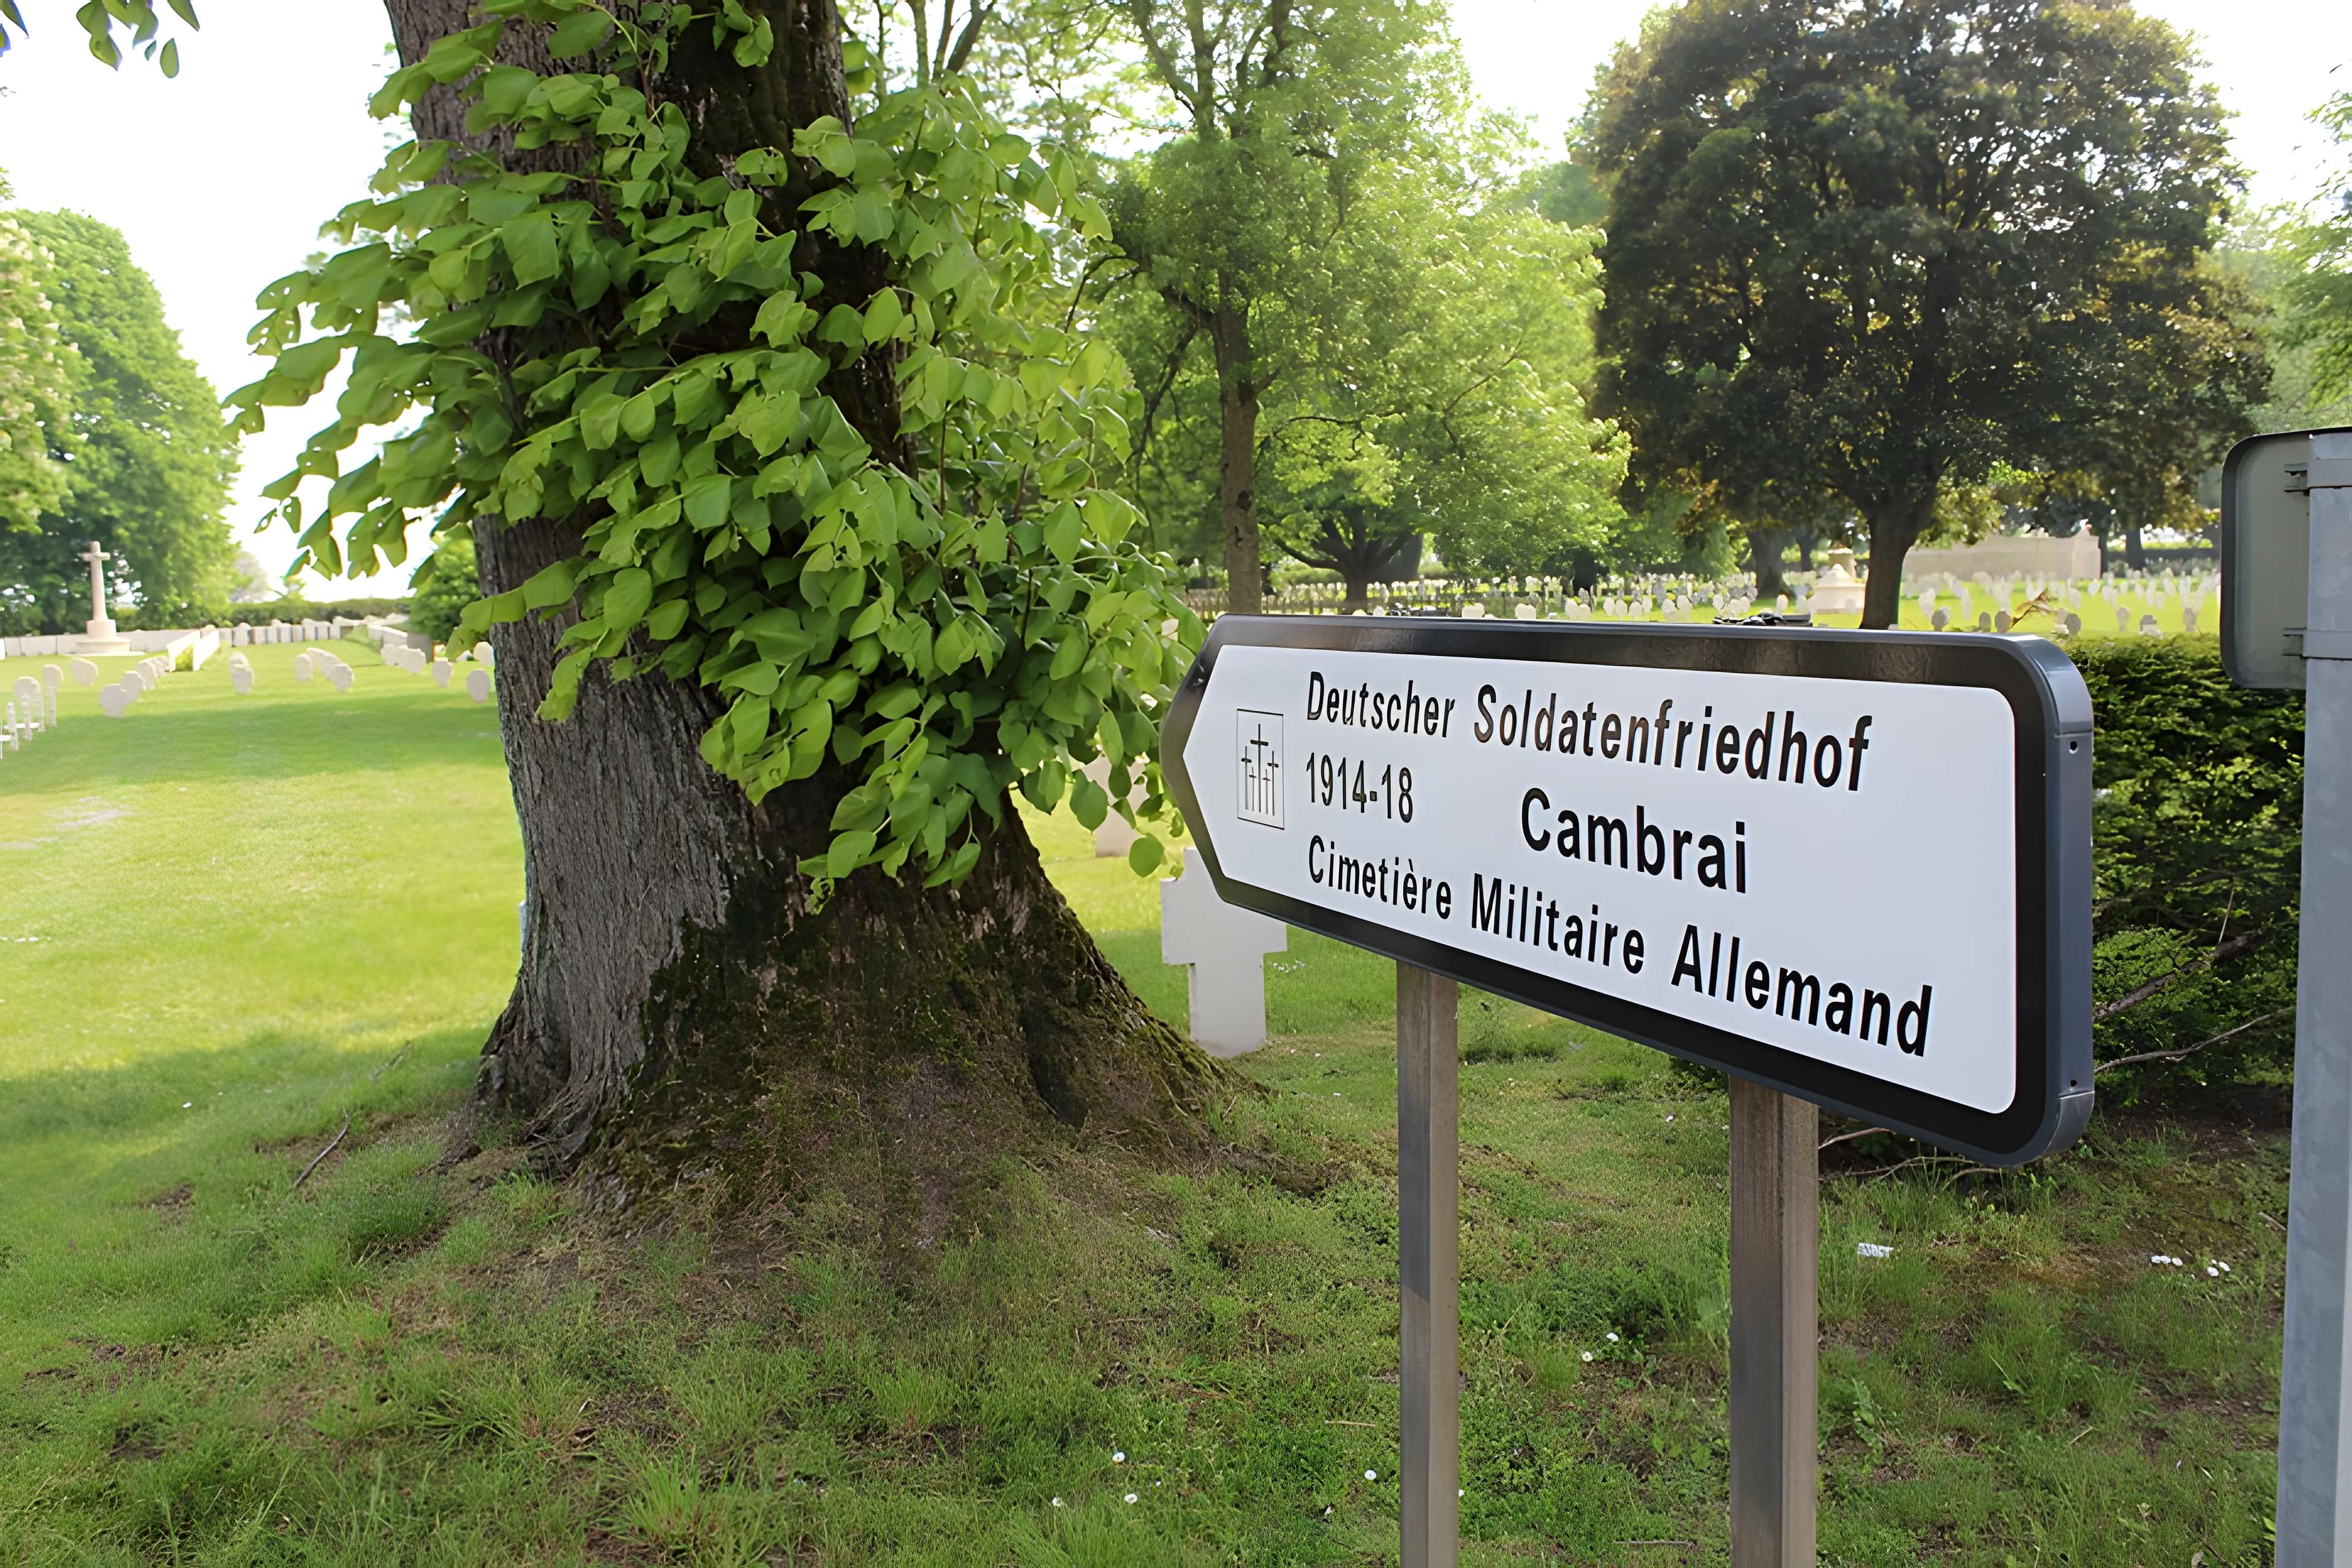 Deutscher Soldatenfriedhof
1914-18 Cambrai
Cimetière Militaire Allemand